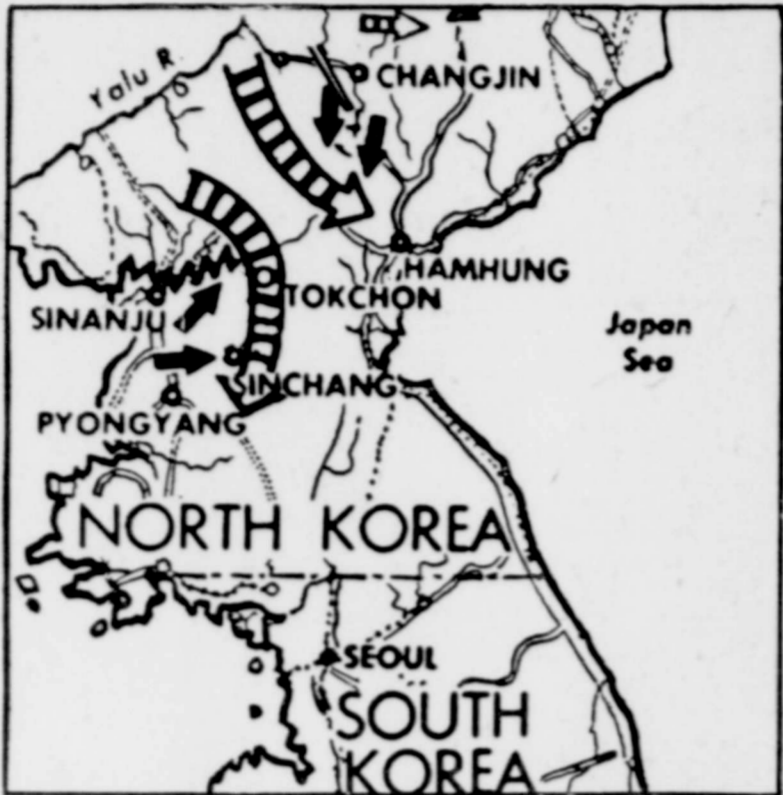 Yalu R.
CHANGJIN
HAMHUNG
TOKCHON
SINANJU
Japan
Sea
SINCHANG
PYONGYANG
NORTH KOREA
SEOUL
SOUTH
KOREA